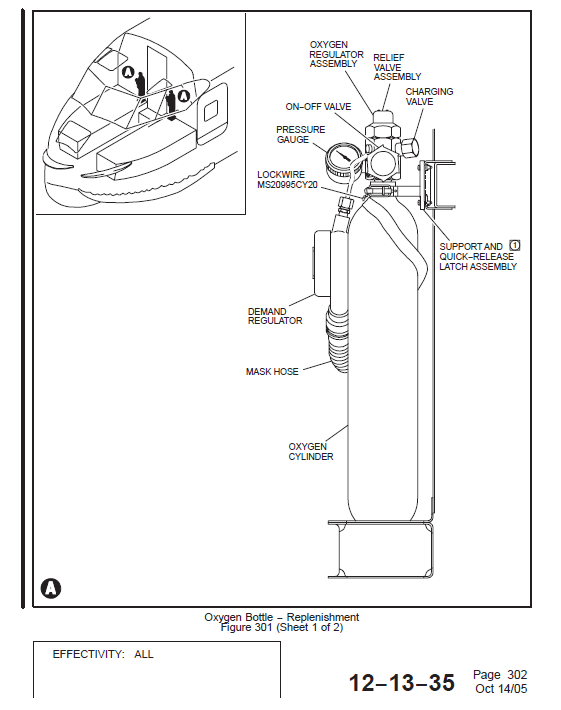 A
A
OXYGEN
REGULATOR
ASSEMBLY
RELIEF
VALVE
ASSEMBLY
CHARGING
VALVE
ON-OFF VALVE
PRESSURE
GAUGE
LOCKWIRE
MS20995CY20
SUPPORT AND 1
QUICK-RELEASE
LATCH ASSEMBLY
DEMAND
REGULATOR
MASK HOSE
OXYGEN
CYLINDER
A
Oxygen Bottle - Replenishment
Figure 301 (Sheet 1 of 2)
EFFECTIVITY: ALL
12-13-35
Page 302
Oct 14/05